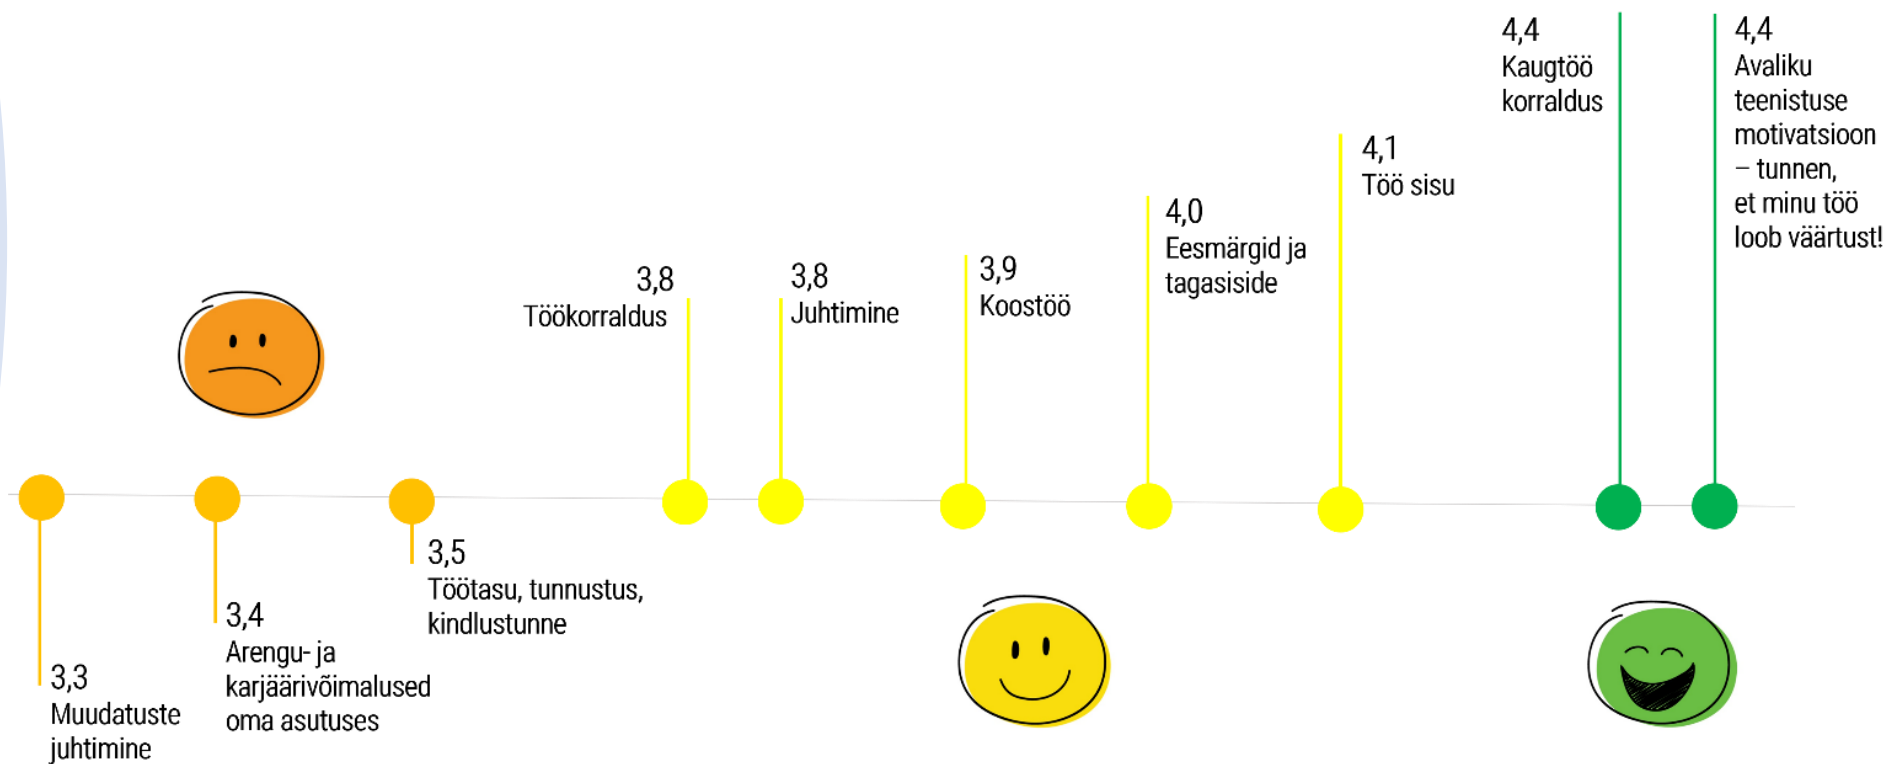 3,3
Muudatuste
juhtimine
3,4
Arengu- ja
karjäärivõimalused
oma asutuses
3,5
Töötasu, tunnustus,
kindlustunne
3,8
Töökorraldus
3,8
Juhtimine
3,9
Koostöö
4,0
Eesmärgid ja
tagasiside
4,1
Töö sisu
4,4
Kaugtöö
korraldus
4,4
Avaliku
teenistuse
motivatsioon
– tunnen,
et minu töö
loob väärtust!